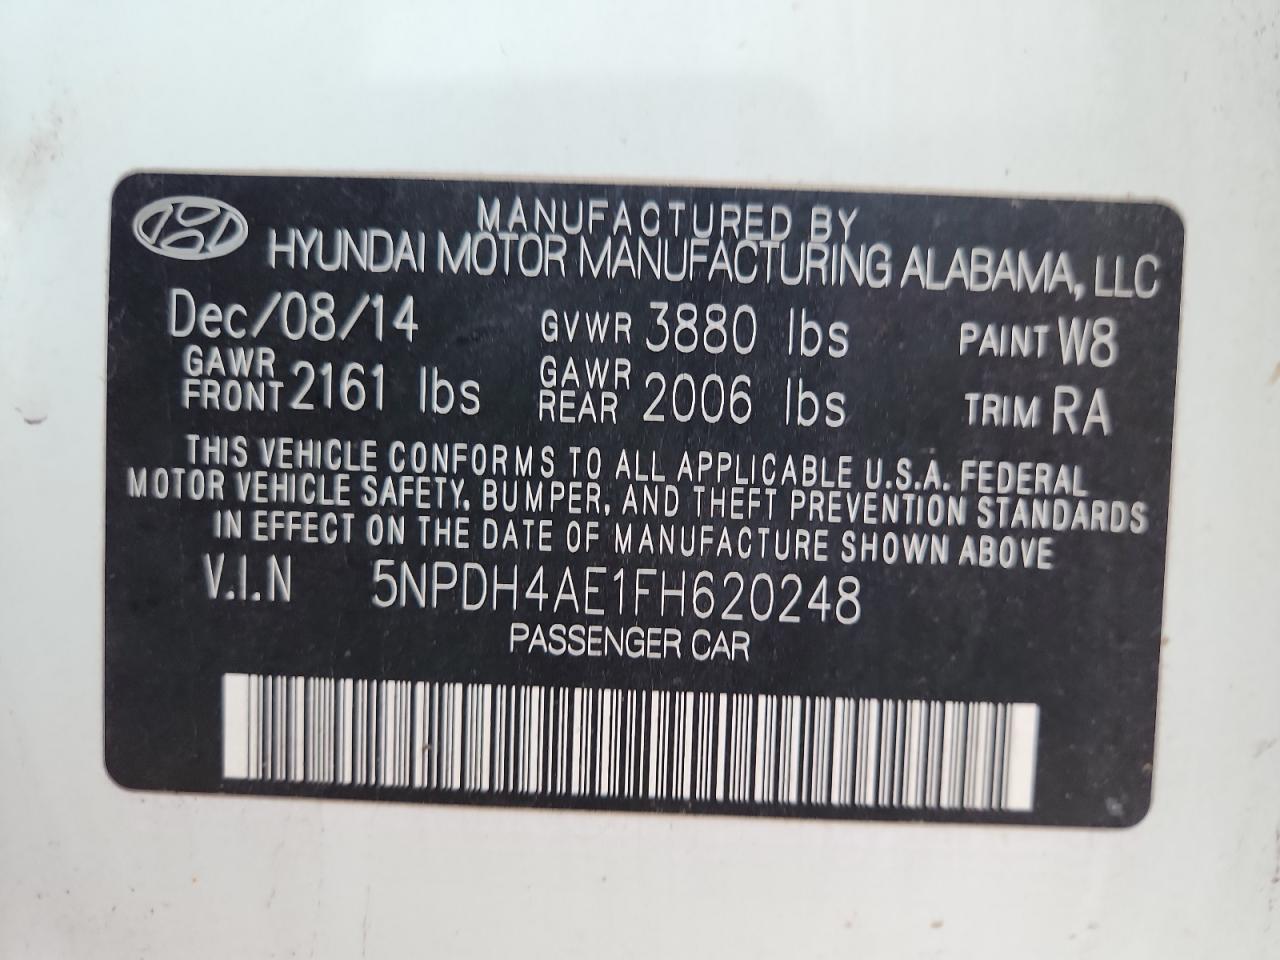 MANUFACTURED BY
HYUNDAI MOTOR MANUFACTURING ALABAMA, LLC
Dec/08/14 GVWR 3880 lbs PAINT W8
GAWR FRONT 2161 lbs GAWR REAR 2006 lbs TRIM RA
THIS VEHICLE CONFORMS TO ALL APPLICABLE U.S.A. FEDERAL
MOTOR VEHICLE SAFETY, BUMPER, AND THEFT PREVENTION STANDARDS
IN EFFECT ON THE DATE OF MANUFACTURE SHOWN ABOVE
V.I.N 5NPDH4AE1FH620248
PASSENGER CAR